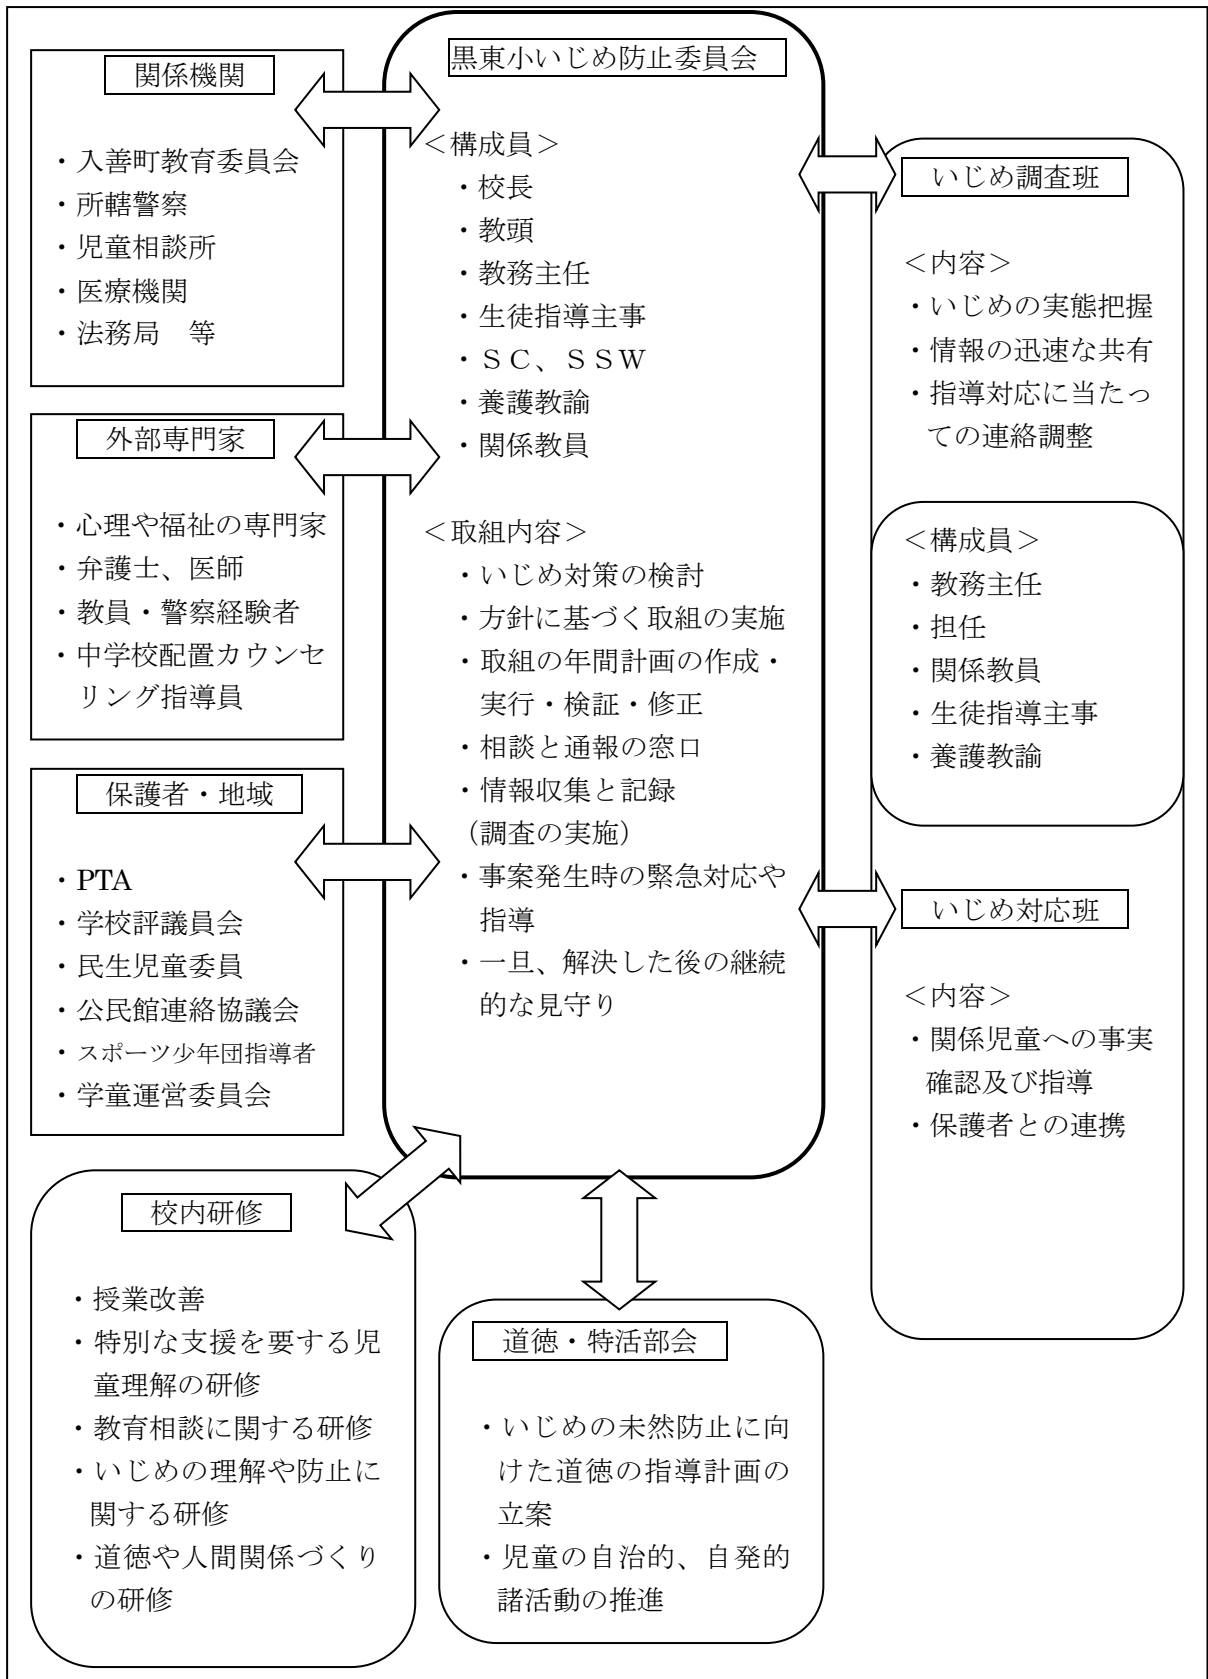 関係機関
・入善町教育委員会
・所轄警察
・児童相談所
・医療機関
・法務局　等
外部専門家
・心理や福祉の専門家
・弁護士、医師
・教員・警察経験者
・中学校配置カウンセ
リング指導員
保護者・地域
・PTA
・学校評議員会
・民生児童委員
・公民館連絡協議会
・スポーツ少年団指導者
・学童運営委員会
黒東小いじめ防止委員会
＜構成員＞
・校長
・教頭
・教務主任
・生徒指導主事
・ＳＣ、ＳＳＷ
・養護教諭
・関係教員
＜取組内容＞
・いじめ対策の検討
・方針に基づく取組の実施
・取組の年間計画の作成・
実行・検証・修正
・相談と通報の窓口
・情報収集と記録
（調査の実施）
・事案発生時の緊急対応や
指導
・一旦、解決した後の継続
的な見守り
いじめ調査班
＜内容＞
・いじめの実態把握
・情報の迅速な共有
・指導対応に当たっ
ての連絡調整
＜構成員＞
・教務主任
・担任
・関係教員
・生徒指導主事
・養護教諭
いじめ対応班
＜内容＞
・関係児童への事実
確認及び指導
・保護者との連携
校内研修
・授業改善
・特別な支援を要する児
童理解の研修
・教育相談に関する研修
・いじめの理解や防止に
関する研修
・道徳や人間関係づくり
の研修
道徳・特活部会
・いじめの未然防止に向
けた道徳の指導計画の
立案
・児童の自治的、自発的
諸活動の推進